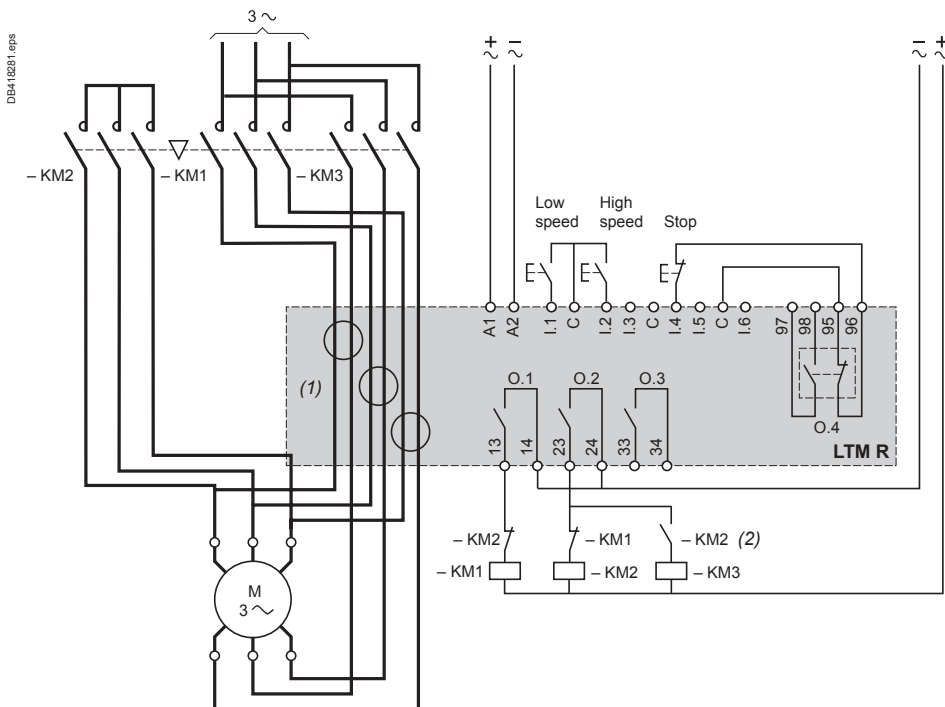 DB418281.eps
3 ~
+ − − +
~ ~ ~ ~
– KM2 – KM1 – KM3
Low speed
High speed
Stop
A1 A2 I.1 C I.2 I.3 C I.4 I.5 C I.6 97 98 95 96
(1)
O.1 O.2 O.3
O.4
13 14 23 24 33 34
LTM R
– KM2 – KM1 – KM2 (2)
– KM1 – KM2 – KM3
M
3 ~